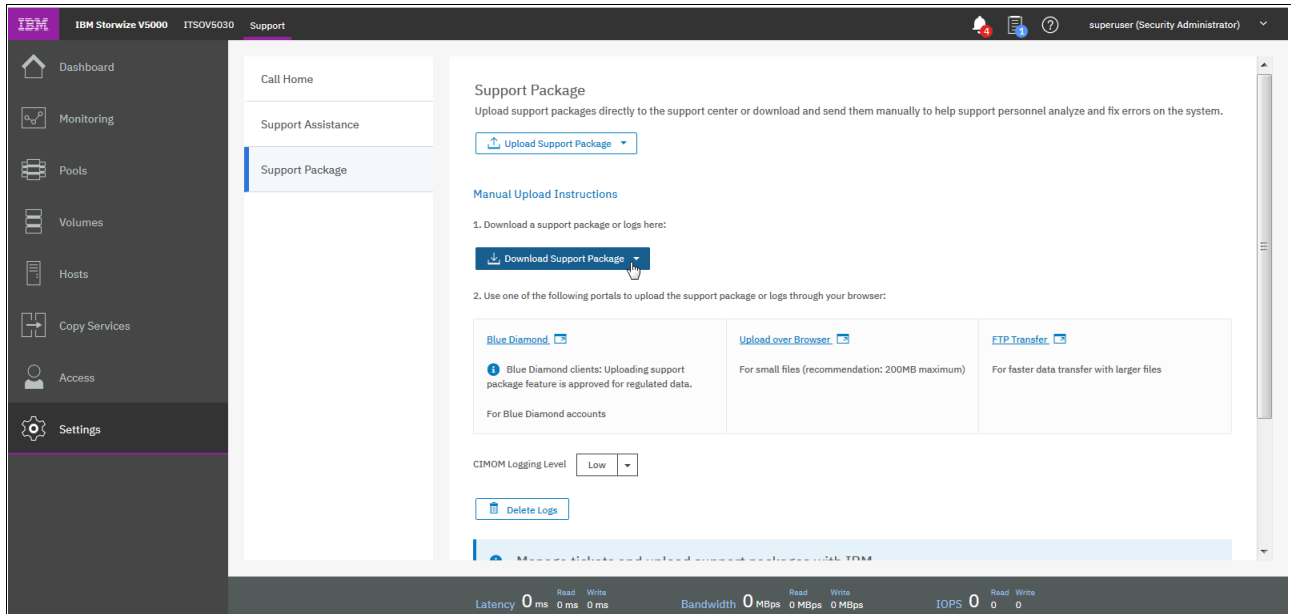 IBM IBM Storwize V5000 ITSOV5030 Support 4 1 ? superuser (Security Administrator)
Dashboard
Monitoring
Pools
Volumes
Hosts
Copy Services
Access
Settings
Call Home
Support Assistance
Support Package
Support Package
Upload support packages directly to the support center or download and send them manually to help support personnel analyze and fix errors on the system.
Upload Support Package
Manual Upload Instructions
1. Download a support package or logs here:
Download Support Package
2. Use one of the following portals to upload the support package or logs through your browser:
Blue Diamond
Blue Diamond clients: Uploading support
package feature is approved for regulated data.
For Blue Diamond accounts
Upload over Browser
For small files (recommendation: 200MB maximum)
FTP Transfer
For faster data transfer with larger files
CIMOM Logging Level Low
Delete Logs
Manage tickets and upload support packages with IBM
Read Write Read Write Read Write
Latency 0 ms 0 ms 0 ms Bandwidth 0 MBps 0 MBps 0 MBps IOPS 0 0 0